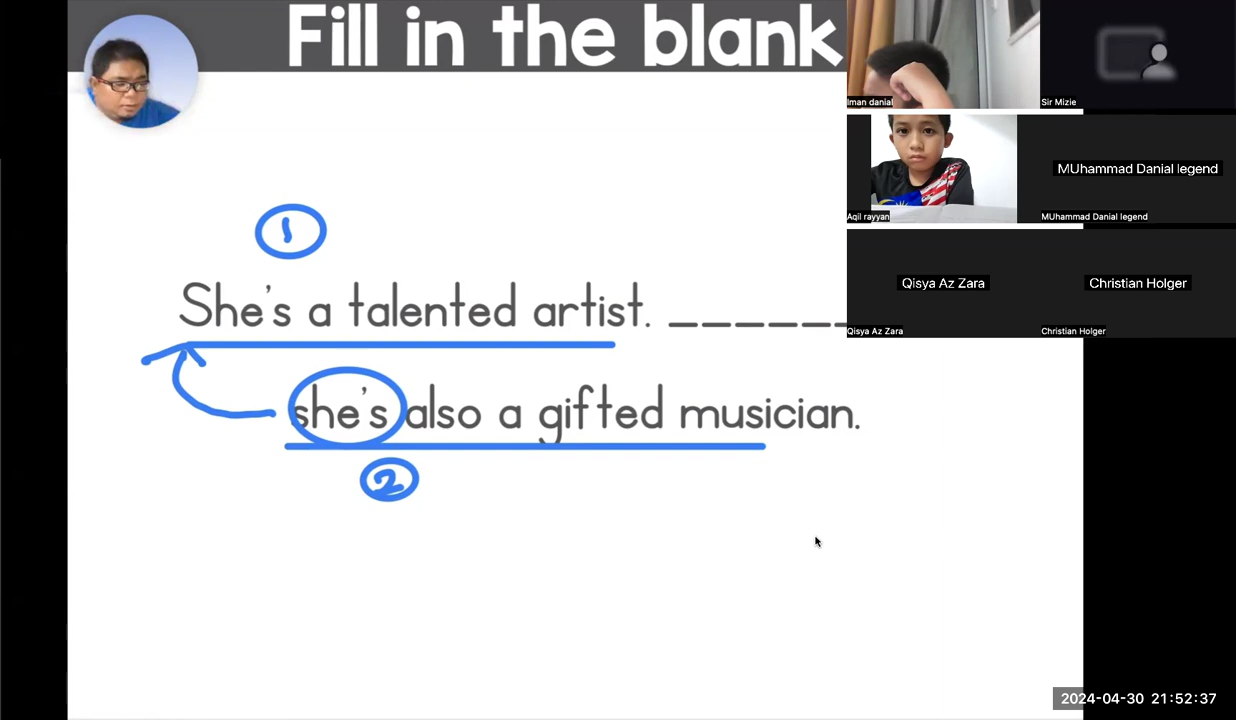 Fill in the blank
1
She's a talented artist. ______
she's also a gifted musician.
2
Iman danial
Sir Mizie
MUhammad Danial legend
Aqil rayyan
MUhammad Danial legend
Qisya Az Zara
Christian Holger
Qisya Az Zara
Christian Holger
2024-04-30 21:52:37